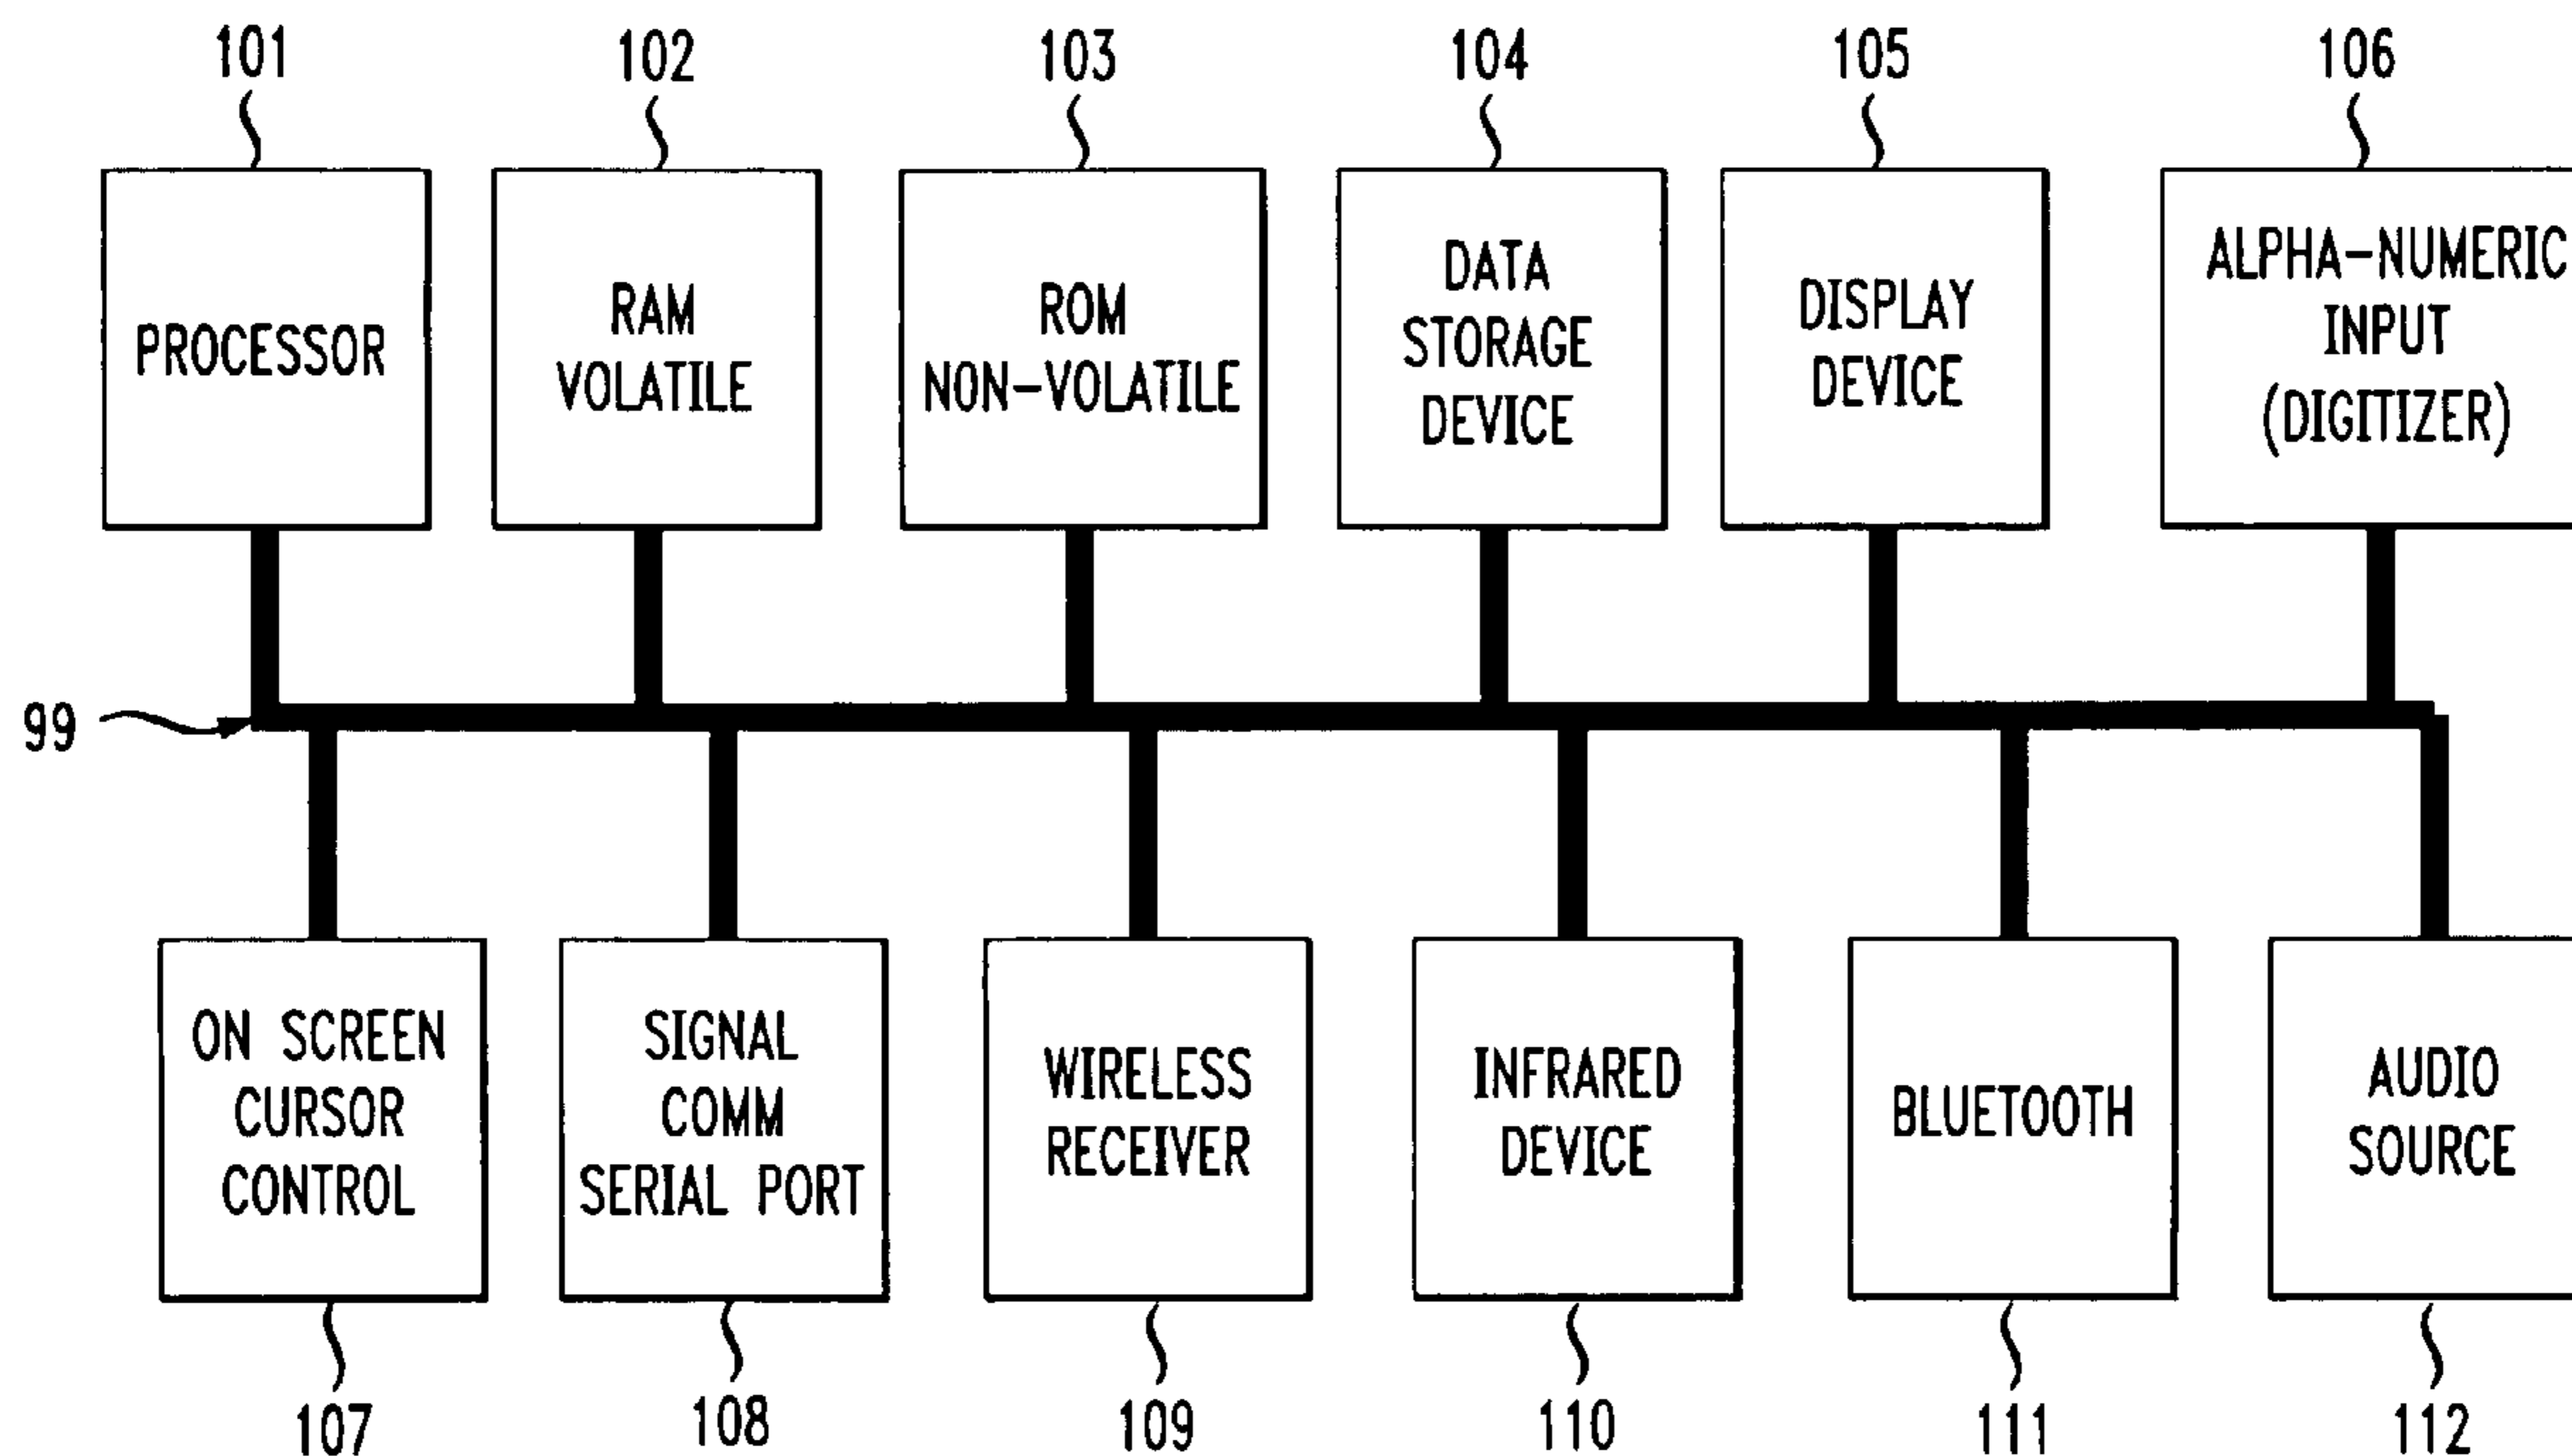 101
102
103
104
105
106
PROCESSOR
RAM
VOLATILE
ROM
NON-VOLATILE
DATA
STORAGE
DEVICE
DISPLAY
DEVICE
ALPHA-NUMERIC
INPUT
(DIGITIZER)
99
ON SCREEN
CURSOR
CONTROL
SIGNAL
COMM
SERIAL PORT
WIRELESS
RECEIVER
INFRARED
DEVICE
BLUETOOTH
AUDIO
SOURCE
107
108
109
110
111
112